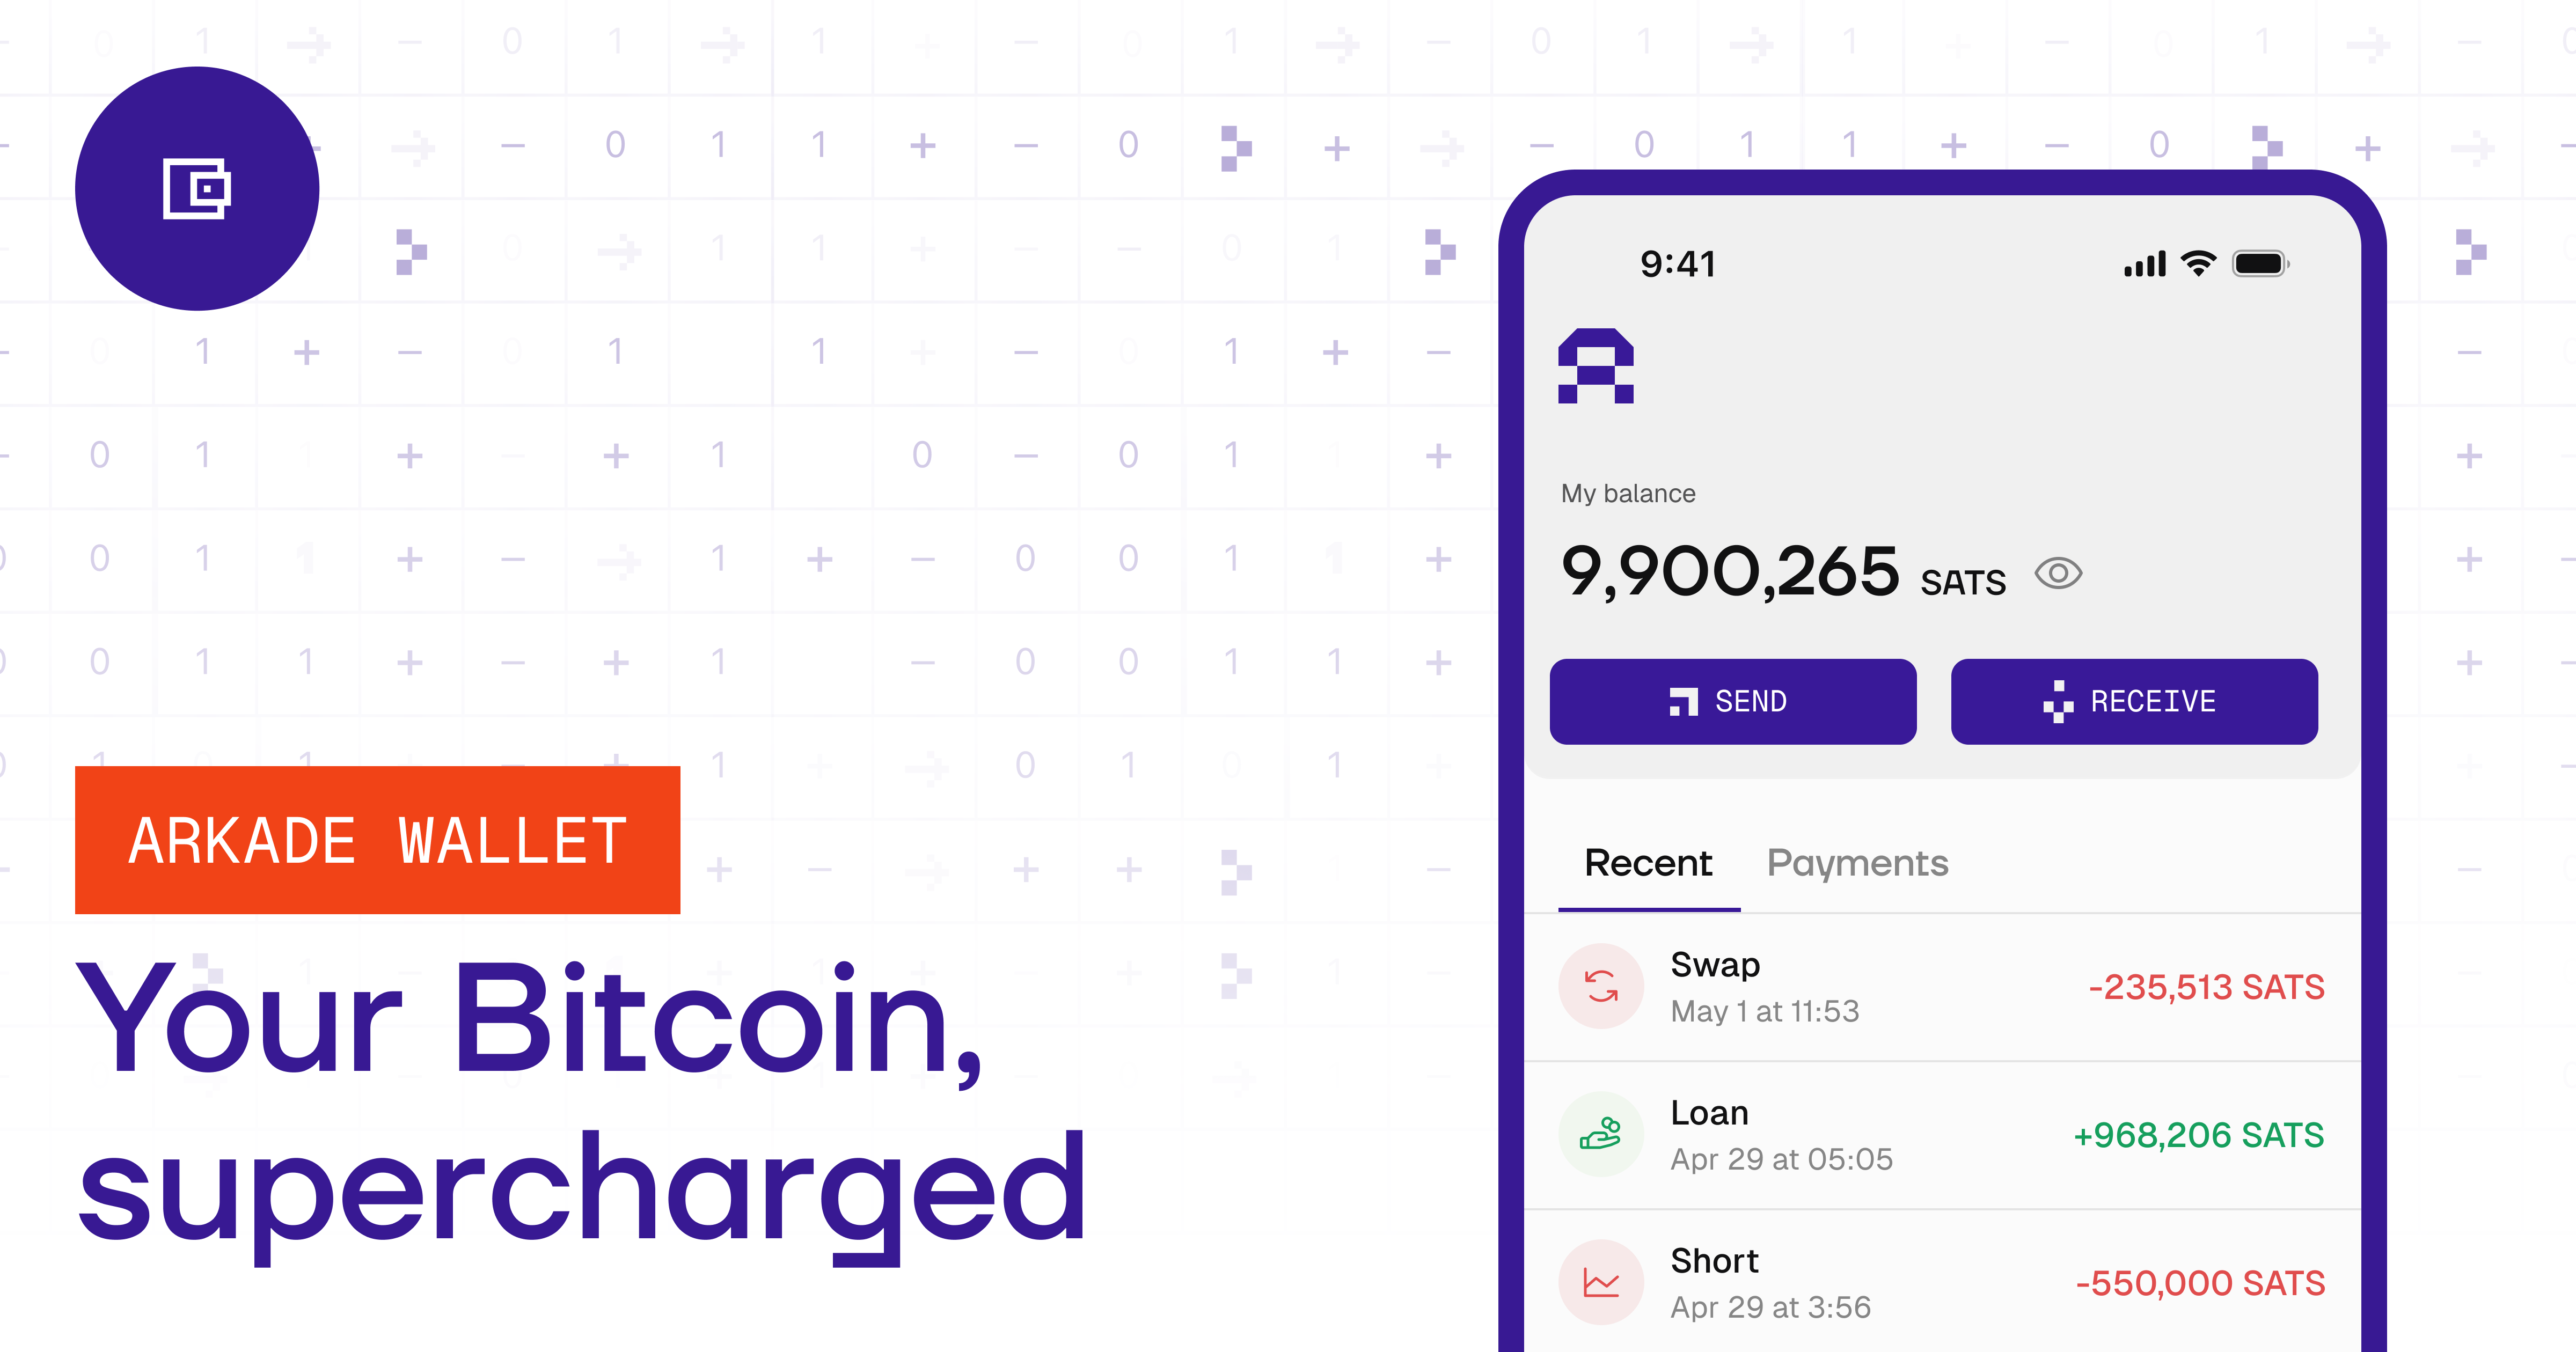 ARKADE WALLET
Your Bitcoin,
supercharged
9:41
My balance
9,900,265 SATS
SEND
RECEIVE
Recent
Payments
Swap
May 1 at 11:53
-235,513 SATS
Loan
Apr 29 at 05:05
+968,206 SATS
Short
Apr 29 at 3:56
-550,000 SATS